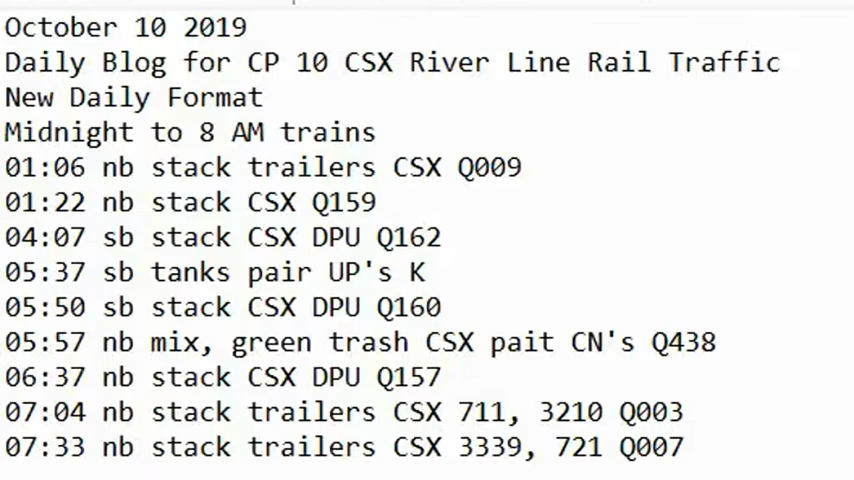 October 10 2019
Daily Blog for CP 10 CSX River Line Rail Traffic
New Daily Format
Midnight to 8 AM trains
01:06 nb stack trailers CSX Q009
01:22 nb stack CSX Q159
04:07 sb stack CSX DPU Q162
05:37 sb tanks pair UP's K
05:50 sb stack CSX DPU Q160
05:57 nb mix, green trash CSX pait CN's Q438
06:37 nb stack CSX DPU Q157
07:04 nb stack trailers CSX 711, 3210 Q003
07:33 nb stack trailers CSX 3339, 721 Q007